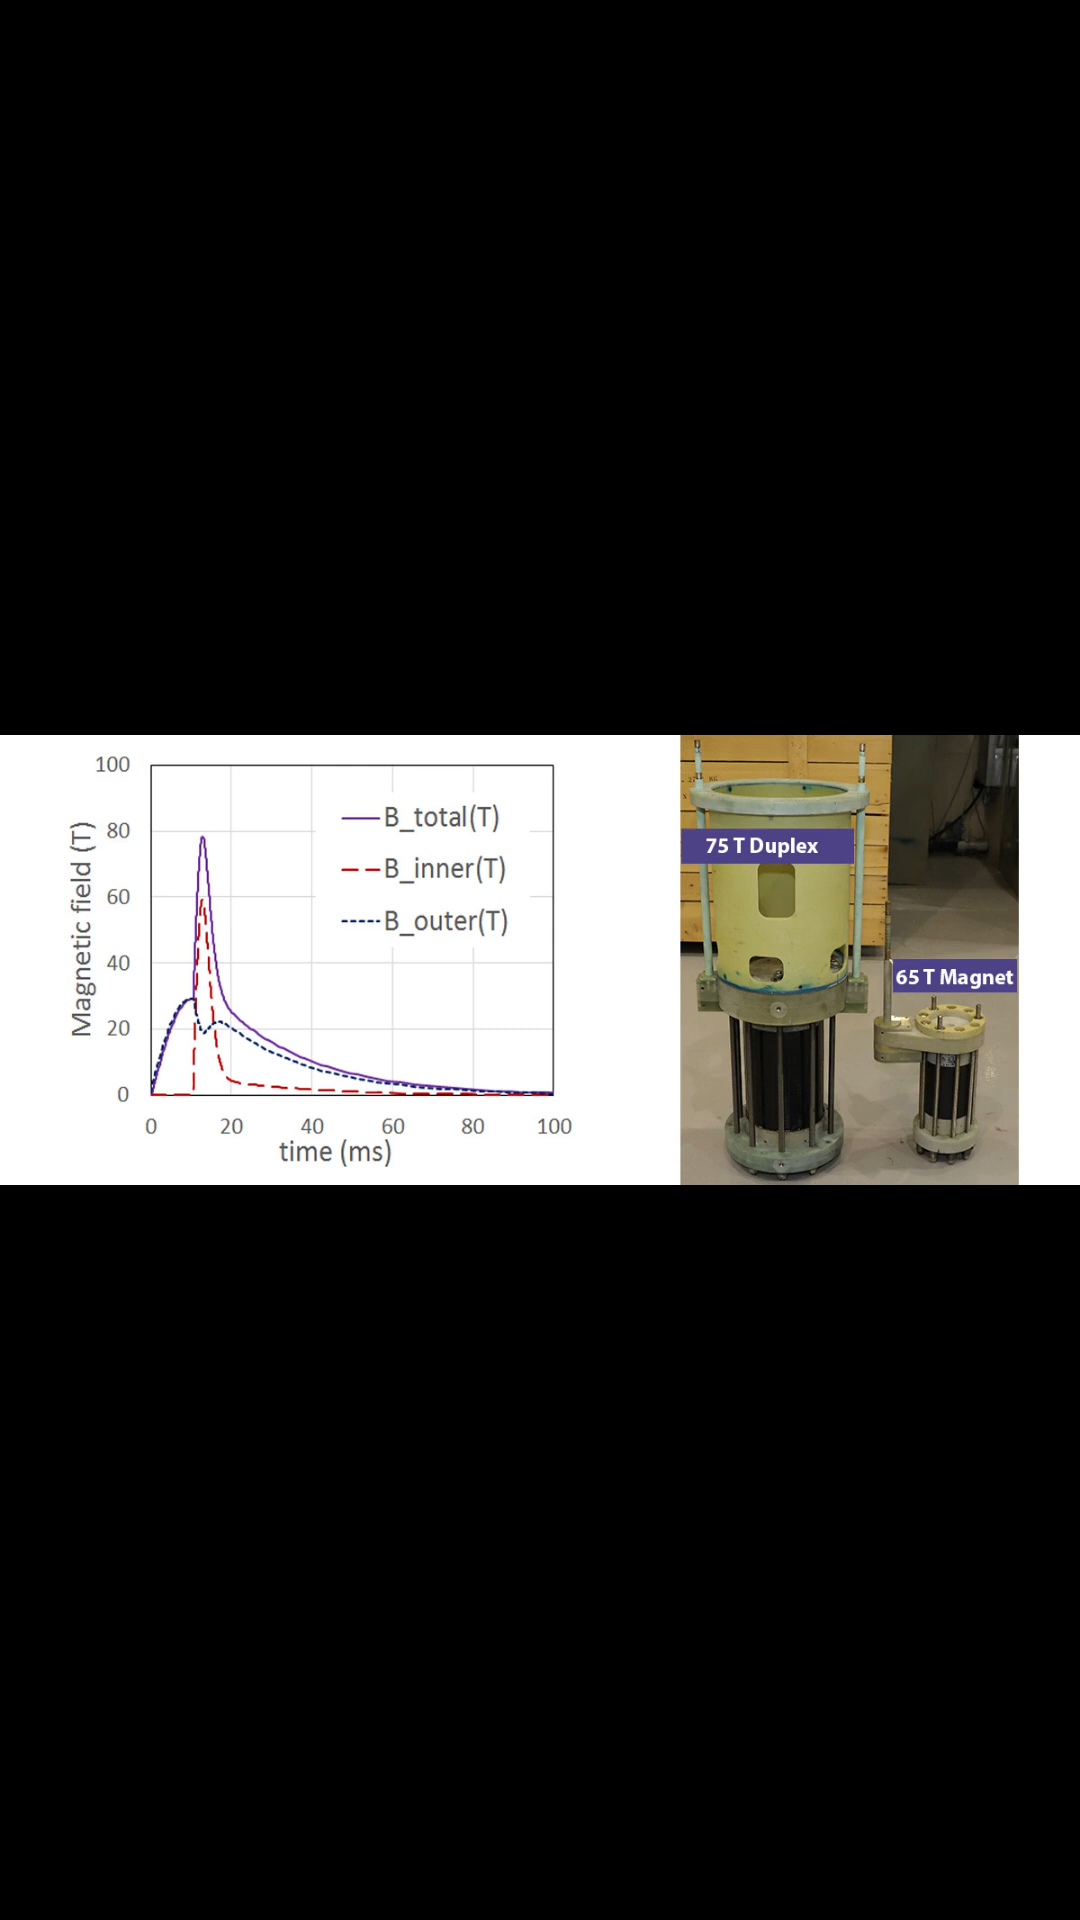 100
80
60
40
20
0
Magnetic field (T)
B_total(T)
B_inner(T)
B_outer(T)
0 20 40 60 80 100
time (ms)
75 T Duplex
65 T Magnet